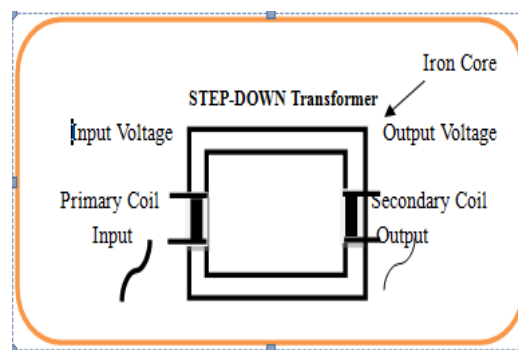 Iron Core
STEP-DOWN Transformer
Input Voltage
Output Voltage
Primary Coil
Secondary Coil
Input
Output